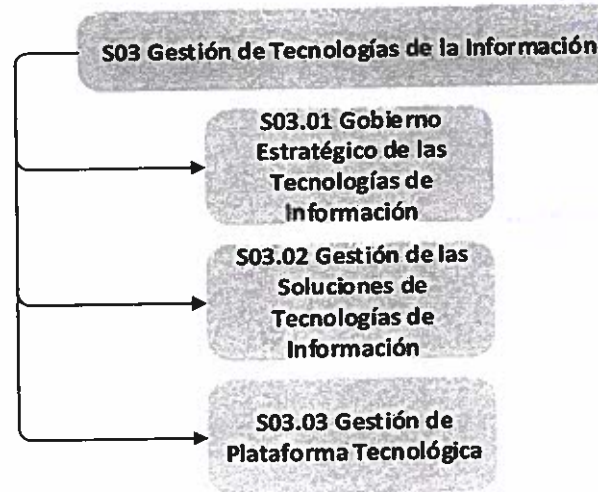 S03 Gestión de Tecnologías de la Información
S03.01 Gobierno
Estratégico de las
Tecnologías de
Información
S03.02 Gestión de las
Soluciones de
Tecnologías de
Información
S03.03 Gestión de
Plataforma Tecnológica